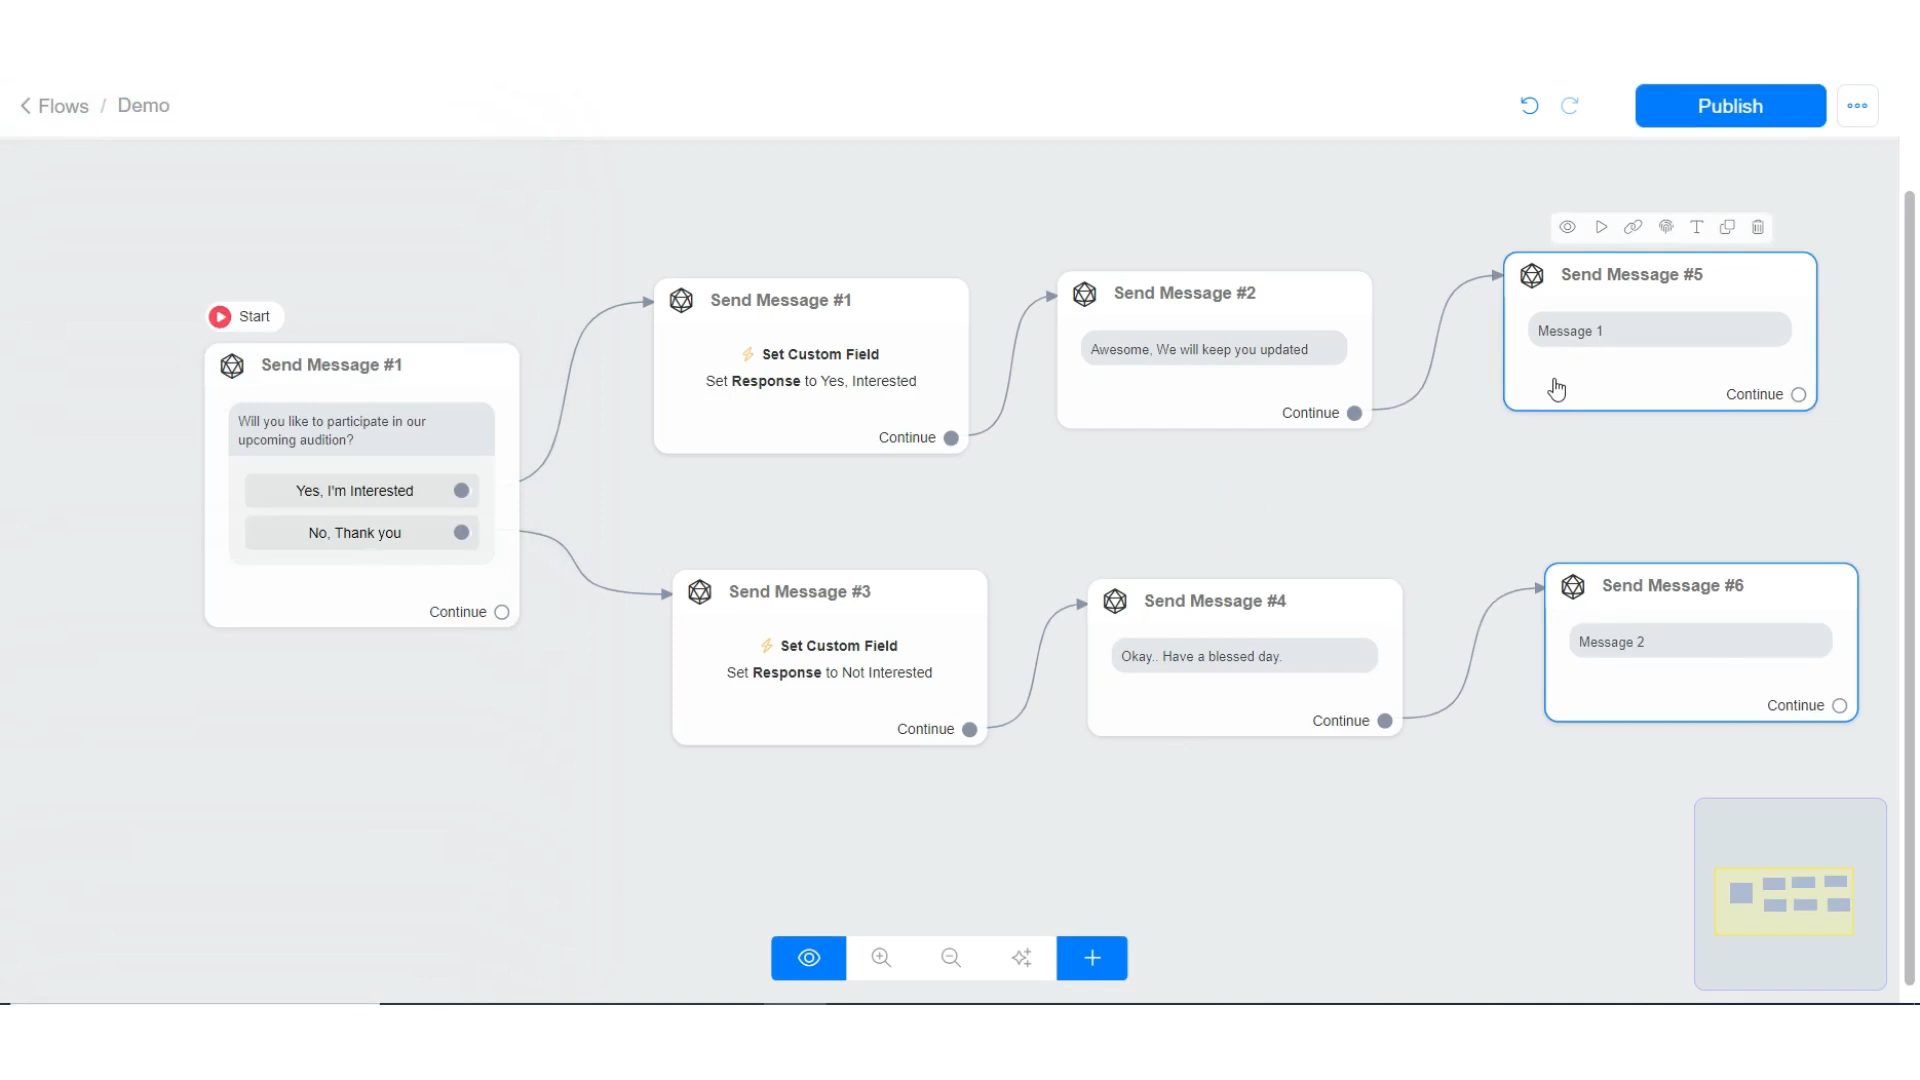 Flows / Demo
Publish
Start
Send Message #1
Will you like to participate in our
upcoming audition?
Yes, I'm Interested
No, Thank you
Continue
Send Message #1
Set Custom Field
Set Response to Yes, Interested
Continue
Send Message #2
Awesome, We will keep you updated
Continue
Send Message #5
Message 1
Continue
Send Message #3
Set Custom Field
Set Response to Not Interested
Continue
Send Message #4
Okay.. Have a blessed day.
Continue
Send Message #6
Message 2
Continue